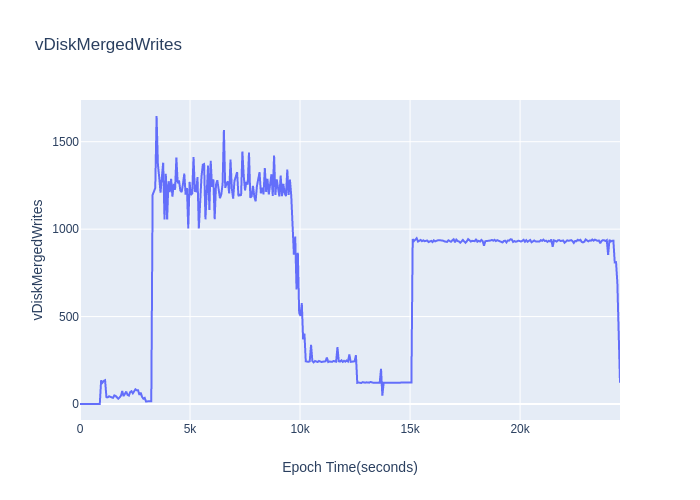 vDiskMergedWrites
1500
1000
500
0
vDiskMergedWrites
0
5k
10k
15k
20k
Epoch Time(seconds)